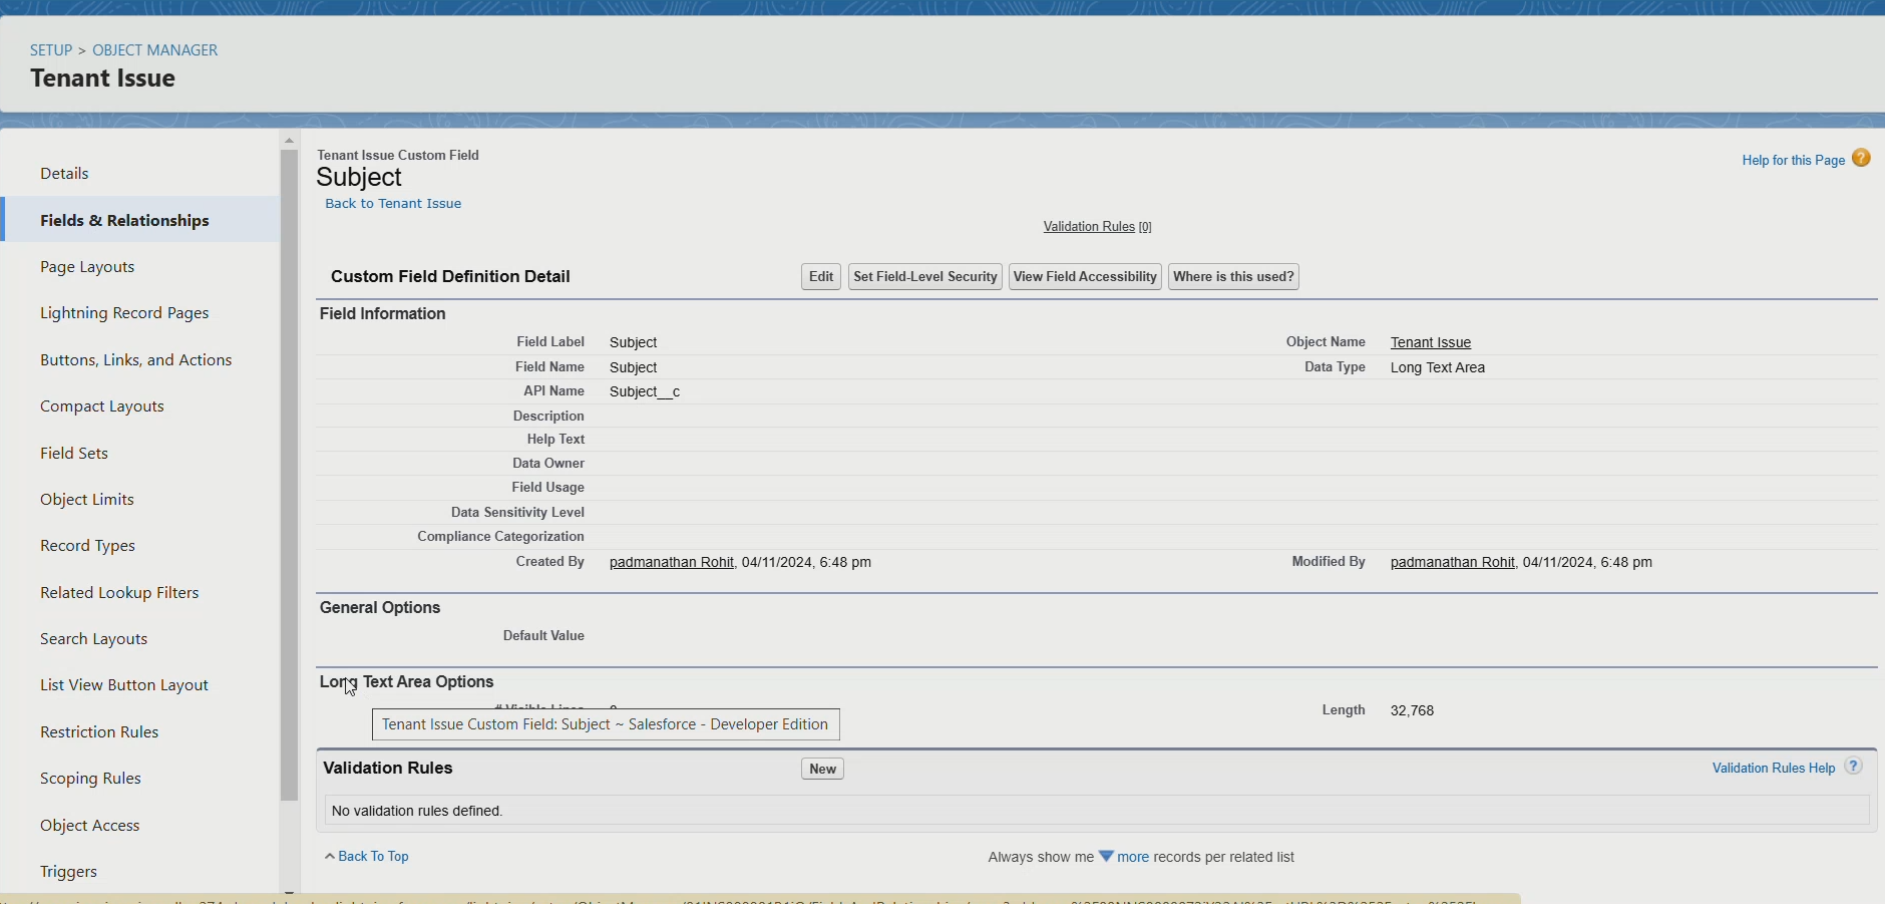 SETUP > OBJECT MANAGER
Tenant Issue
Details
Fields & Relationships
Page Layouts
Lightning Record Pages
Buttons, Links, and Actions
Compact Layouts
Field Sets
Object Limits
Record Types
Related Lookup Filters
Search Layouts
List View Button Layout
Restriction Rules
Scoping Rules
Object Access
Triggers
Tenant Issue Custom Field
Subject
Back to Tenant Issue
Help for this Page ?
Validation Rules [0]
Custom Field Definition Detail Edit Set Field-Level Security View Field Accessibility Where is this used?
Field Information
Field Label Subject Object Name Tenant Issue
Field Name Subject Data Type Long Text Area
API Name Subject__c
Description
Help Text
Data Owner
Field Usage
Data Sensitivity Level
Compliance Categorization
Created By padmanathan Rohit, 04/11/2024, 6:48 pm Modified By padmanathan Rohit, 04/11/2024, 6:48 pm
General Options
Default Value
Long Text Area Options
# Visible Lines Length 32,768
Tenant Issue Custom Field: Subject ~ Salesforce - Developer Edition
Validation Rules New Validation Rules Help ?
No validation rules defined.
Back To Top Always show me more records per related list